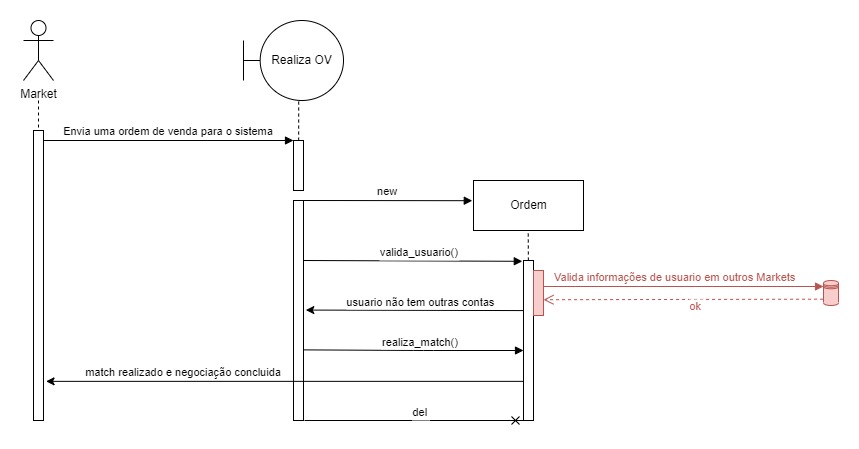 Realiza OV
Market
Envia uma ordem de venda para o sistema
new
Ordem
valida_usuario()
Valida informações de usuario em outros Markets
usuario não tem outras contas
ok
realiza_match()
match realizado e negociação concluida
del